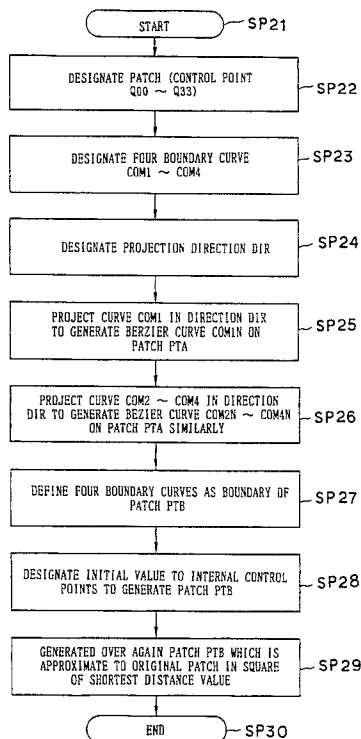 START
SP21
DESIGNATE PATCH (CONTROL POINT
Q00 ~ Q33)
SP22
DESIGNATE FOUR BOUNDARY CURVE
COM1 ~ COM4
SP23
DESIGNATE PROJECTION DIRECTION DIR
SP24
PROJECT CURVE COM1 IN DIRECTION DIR
TO GENERATE BERZIER CURVE COM1N ON
PATCH PTA
SP25
PROJECT CURVE COM2 ~ COM4 IN DIRECTION
DIR TO GENERATE BEZIER CURVE COM2N ~ COM4N
ON PATCH PTA SIMILARLY
SP26
DEFINE FOUR BOUNDARY CURVES AS BOUNDARY OF
PATCH PTB
SP27
DESIGNATE INITIAL VALUE TO INTERNAL CONTROL
POINTS TO GENERATE PATCH PTB
SP28
GENERATED OVER AGAIN PATCH PTB WHICH IS
APPROXIMATE TO ORIGINAL PATCH IN SQUARE
OF SHORTEST DISTANCE VALUE
SP29
END
SP30